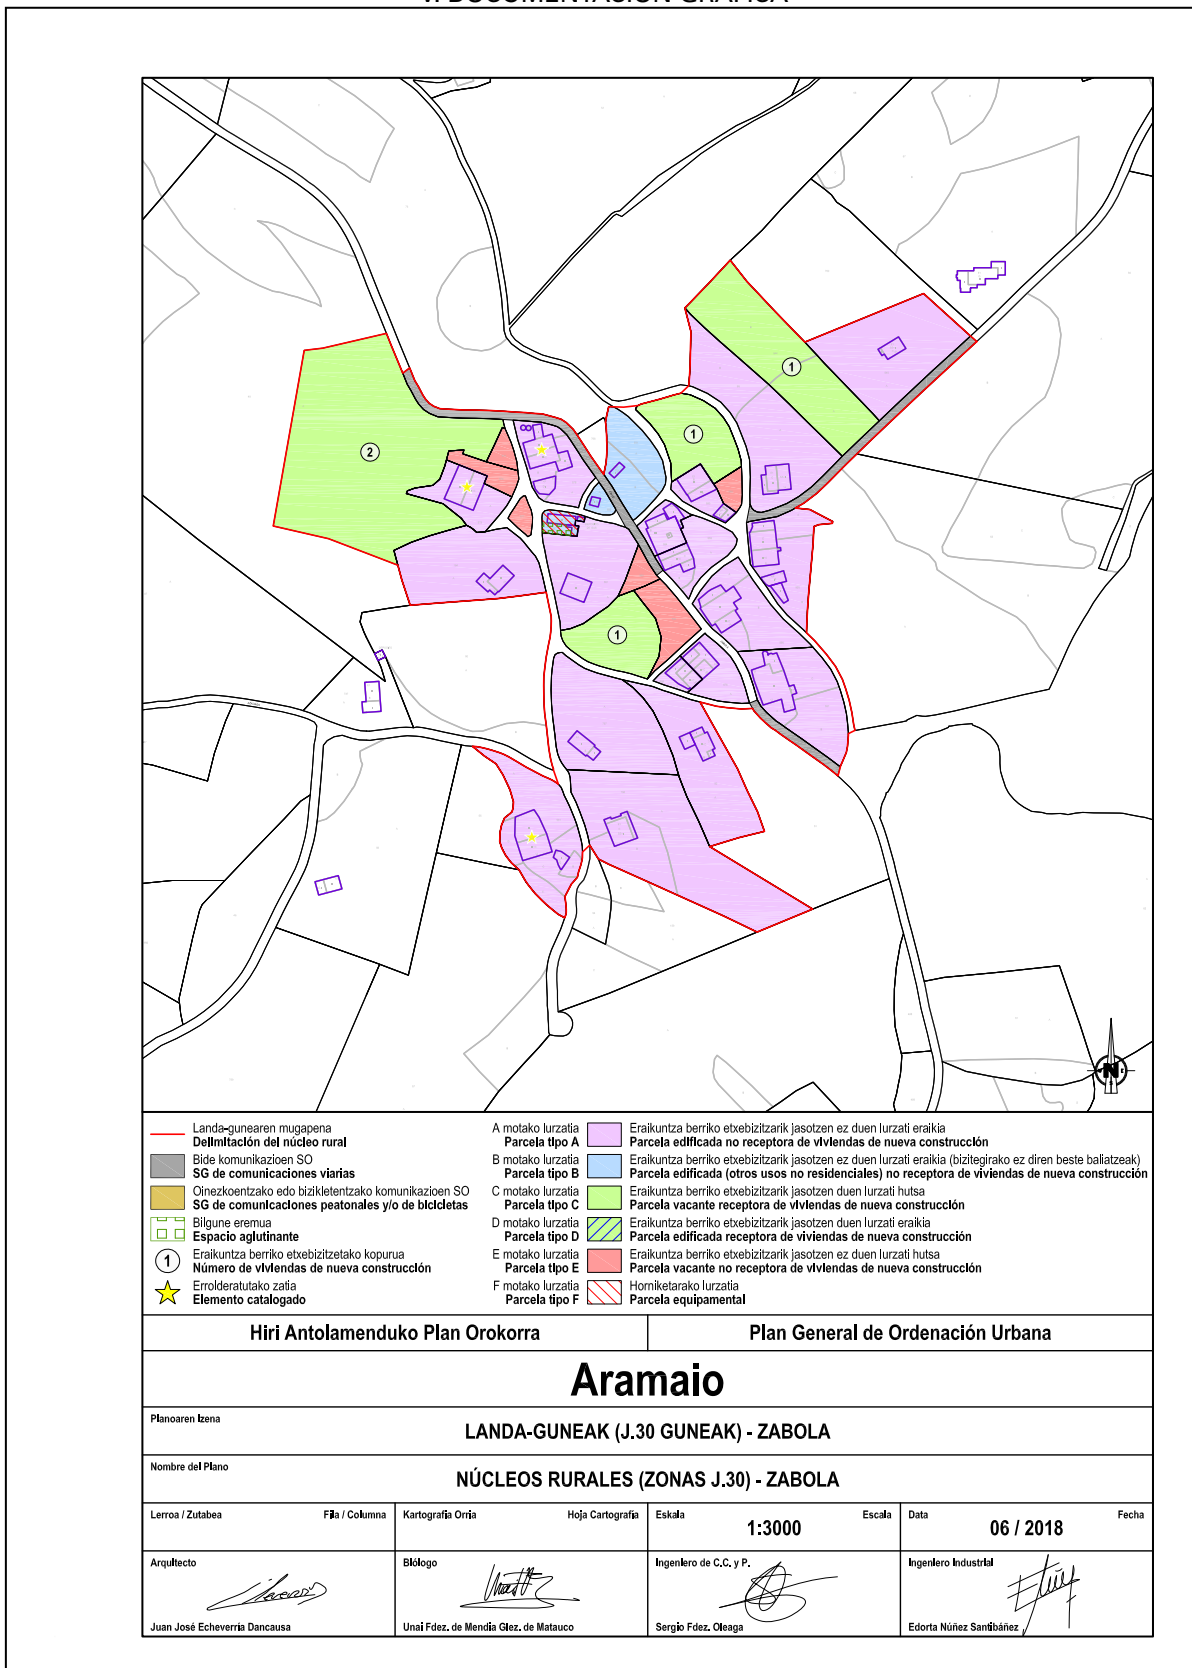 V. DOCUMENTACIÓN GRÁFICA
2
1
1
1
N
Landa-gunearen mugapena
Delimitación del núcleo rural
Bide komunikazioen SO
SG de comunicaciones viarias
Oinezkoentzako edo bizikletentzako komunikazioen SO
SG de comunicaciones peatonales y/o de bicicletas
Bilgune eremua
Espacio aglutinante
1
Eraikuntza berriko etxebizitzetako kopurua
Número de viviendas de nueva construcción
Errolderatutako zatia
Elemento catalogado
A motako lurzatia
Parcela tipo A
Eraikuntza berriko etxebizitzarik jasotzen ez duen lurzati eraikia
Parcela edificada no receptora de viviendas de nueva construcción
B motako lurzatia
Parcela tipo B
Eraikuntza berriko etxebizitzarik jasotzen ez duen lurzati eraikia (bizitegirako ez diren beste baliatzeak)
Parcela edificada (otros usos no residenciales) no receptora de viviendas de nueva construcción
C motako lurzatia
Parcela tipo C
Eraikuntza berriko etxebizitzarik jasotzen duen lurzati hutsa
Parcela vacante receptora de viviendas de nueva construcción
D motako lurzatia
Parcela tipo D
Eraikuntza berriko etxebizitzarik jasotzen duen lurzati eraikia
Parcela edificada receptora de viviendas de nueva construcción
E motako lurzatia
Parcela tipo E
Eraikuntza berriko etxebizitzarik jasotzen ez duen lurzati hutsa
Parcela vacante no receptora de viviendas de nueva construcción
F motako lurzatia
Parcela tipo F
Horniketarako lurzatia
Parcela equipamental
Hiri Antolamenduko Plan Orokorra
Plan General de Ordenación Urbana
Aramaio
Planoaren Izena
LANDA-GUNEAK (J.30 GUNEAK) - ZABOLA
Nombre del Plano
NÚCLEOS RURALES (ZONAS J.30) - ZABOLA
Lerroa / Zutabea Fila / Columna
Kartografia Orria Hoja Cartografia
Eskala 1:3000 Escala
Data 06 / 2018 Fecha
Arquitecto
Juan José Echeverria Dancausa
Biólogo
Unai Fdez. de Mendia Glez. de Matauco
Ingeniero de C.C. y P.
Sergio Fdez. Oleaga
Ingeniero Industrial
Edorta Núñez Santibáñez